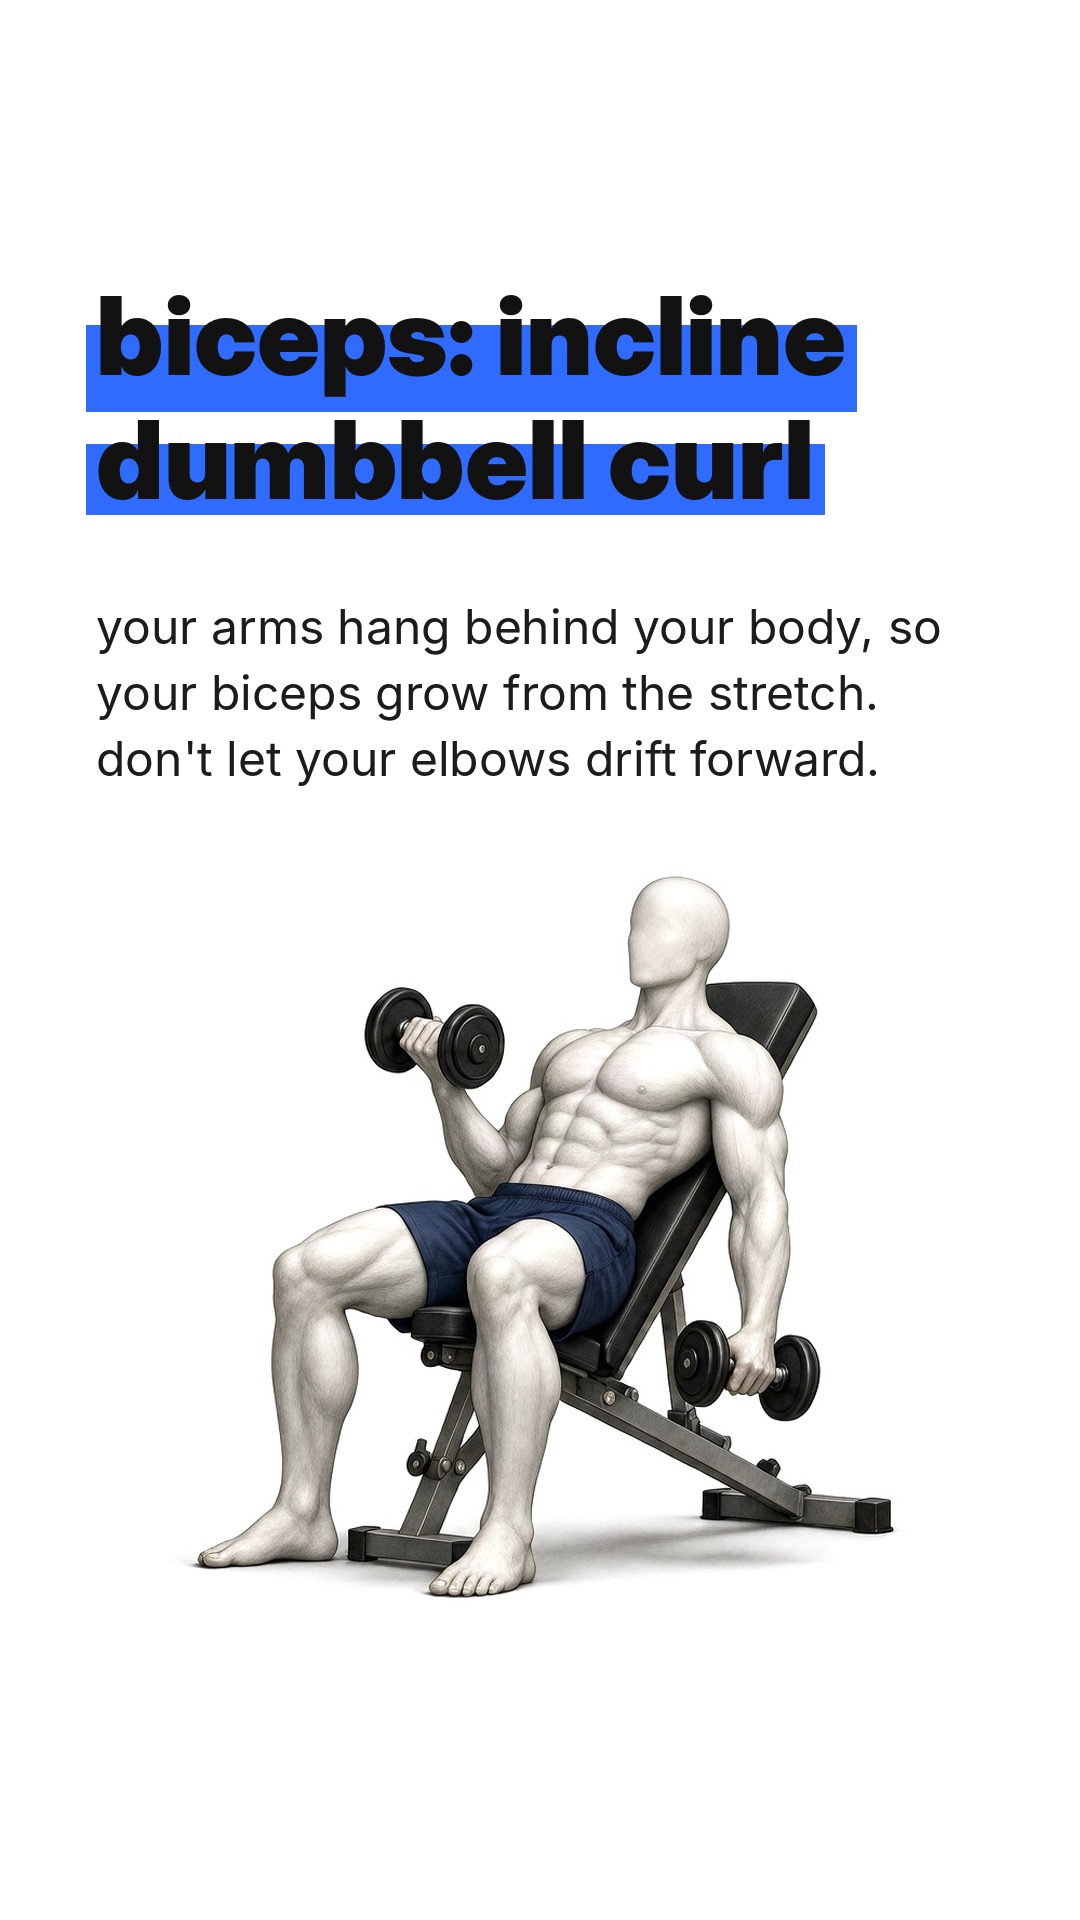 biceps: incline
dumbbell curl
your arms hang behind your body, so
your biceps grow from the stretch.
don't let your elbows drift forward.